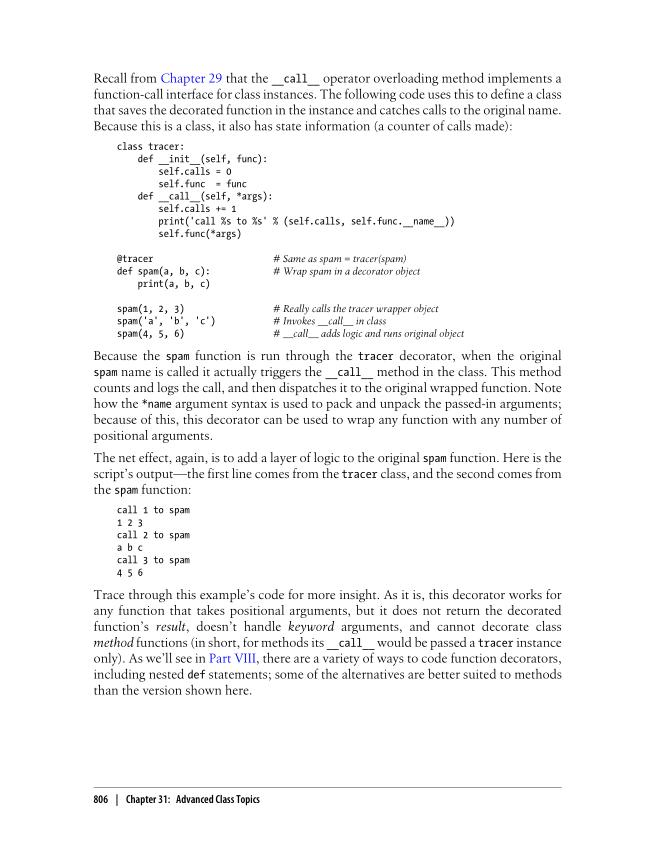 Recall from Chapter 29 that the __call__ operator overloading method implements a
function-call interface for class instances. The following code uses this to define a class
that saves the decorated function in the instance and catches calls to the original name.
Because this is a class, it also has state information (a counter of calls made):
class tracer:
    def __init__(self, func):
        self.calls = 0
        self.func  = func
    def __call__(self, *args):
        self.calls += 1
        print('call %s to %s' % (self.calls, self.func.__name__))
        self.func(*args)
@tracer                      # Same as spam = tracer(spam)
def spam(a, b, c):           # Wrap spam in a decorator object
    print(a, b, c)
spam(1, 2, 3)                # Really calls the tracer wrapper object
spam('a', 'b', 'c')          # Invokes __call__ in class
spam(4, 5, 6)                # __call__ adds logic and runs original object
Because the spam function is run through the tracer decorator, when the original
spam name is called it actually triggers the __call__ method in the class. This method
counts and logs the call, and then dispatches it to the original wrapped function. Note
how the *name argument syntax is used to pack and unpack the passed-in arguments;
because of this, this decorator can be used to wrap any function with any number of
positional arguments.
The net effect, again, is to add a layer of logic to the original spam function. Here is the
script's output—the first line comes from the tracer class, and the second comes from
the spam function:
call 1 to spam
1 2 3
call 2 to spam
a b c
call 3 to spam
4 5 6
Trace through this example's code for more insight. As it is, this decorator works for
any function that takes positional arguments, but it does not return the decorated
function's result, doesn't handle keyword arguments, and cannot decorate class
method functions (in short, for methods its __call__ would be passed a tracer instance
only). As we'll see in Part VIII, there are a variety of ways to code function decorators,
including nested def statements; some of the alternatives are better suited to methods
than the version shown here.
806 | Chapter 31: Advanced Class Topics